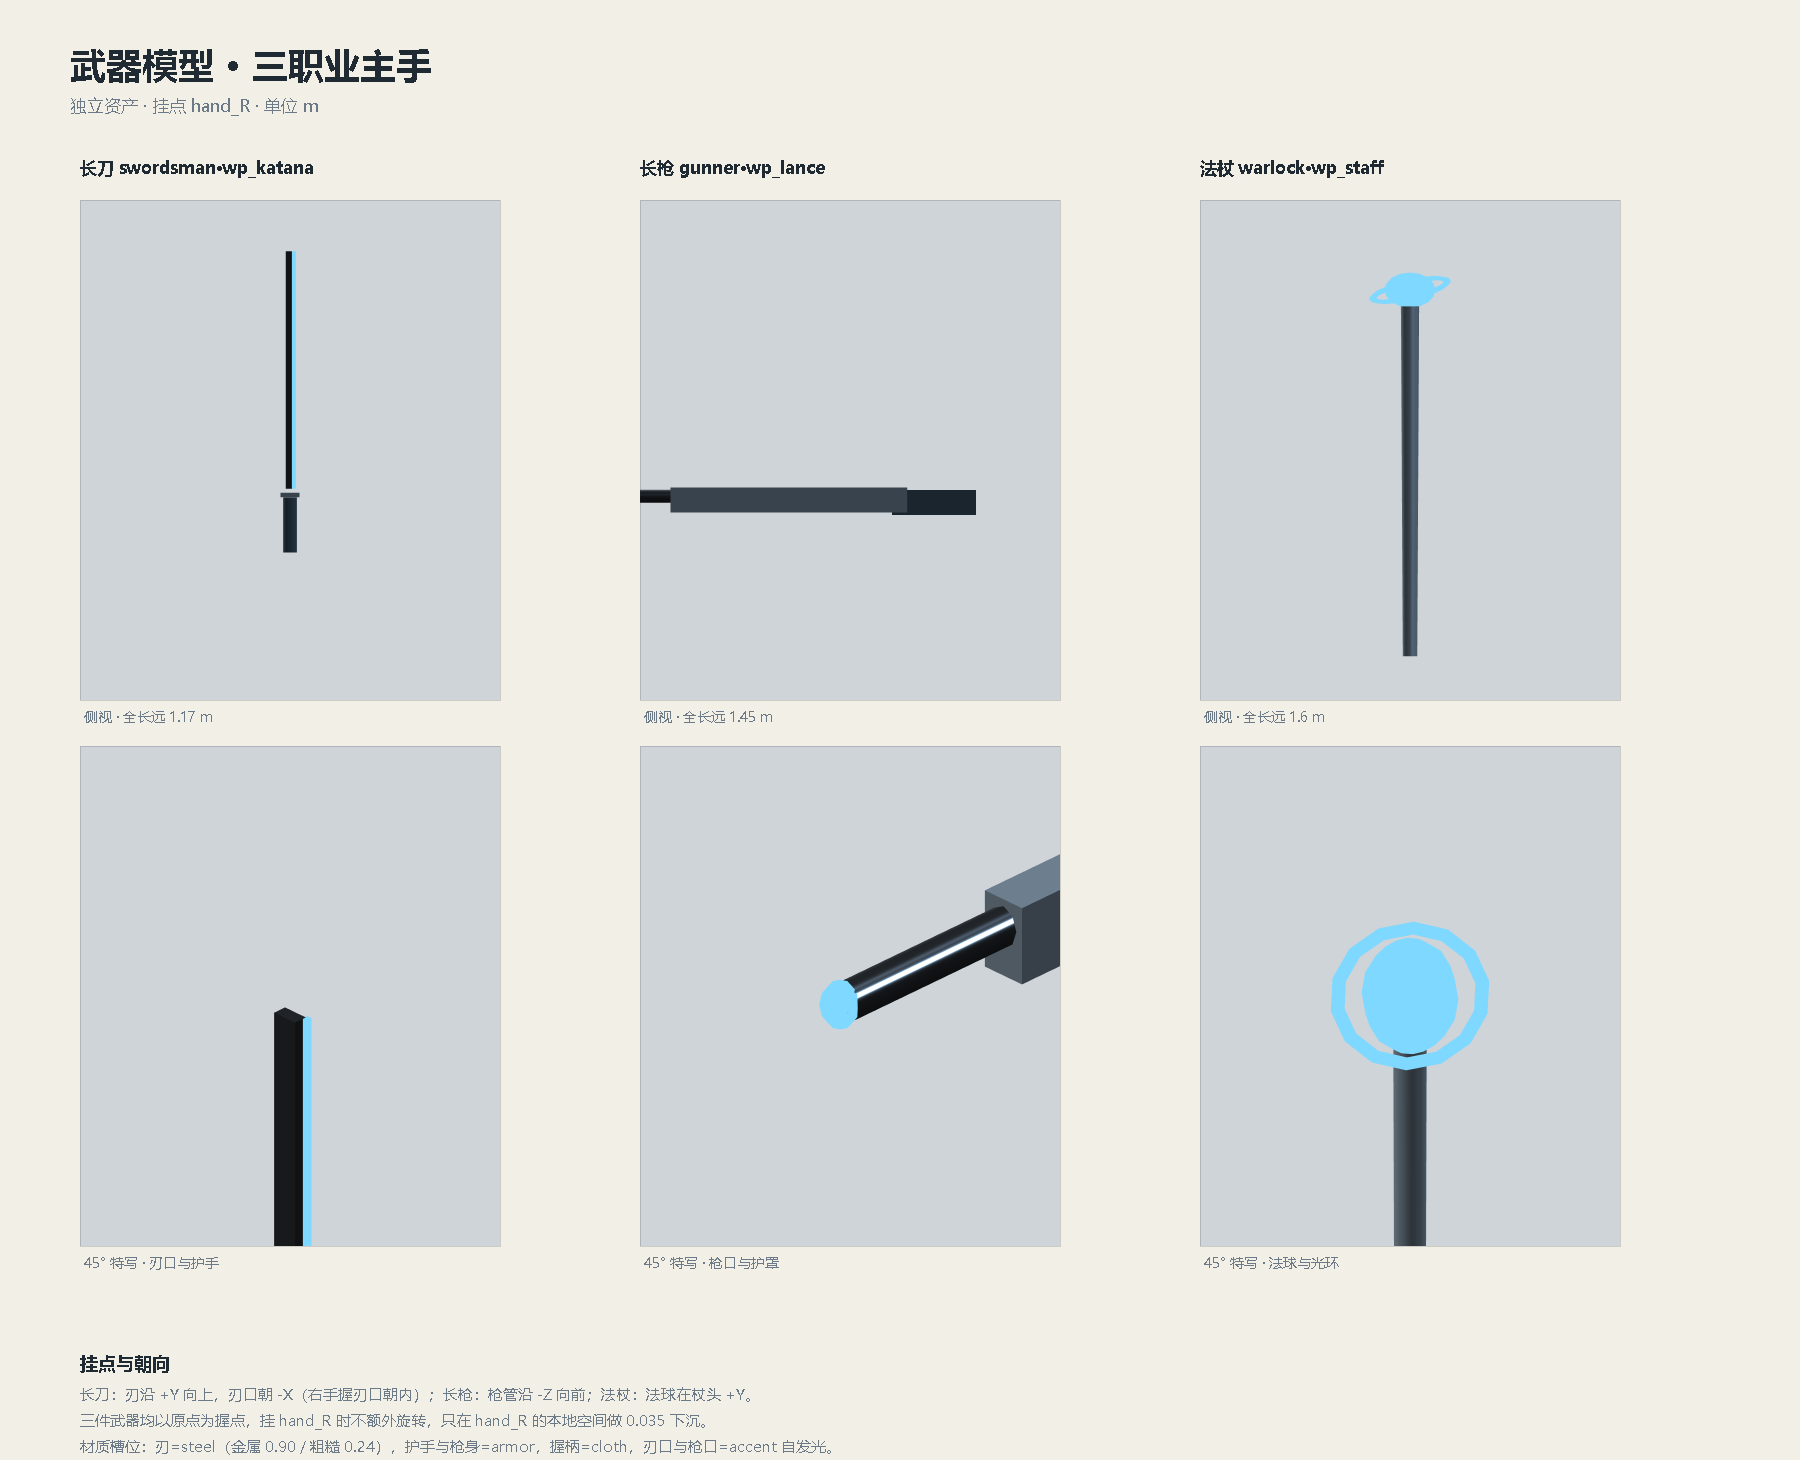 武器模型 · 三职业主手
独立资产 · 挂点 hand_R · 单位 m
长刀 swordsman•wp_katana
长枪 gunner•wp_lance
法杖 warlock•wp_staff
侧视 · 全长远 1.17 m
侧视 · 全长远 1.45 m
侧视 · 全长远 1.6 m
45° 特写 · 刃口与护手
45° 特写 · 枪口与护罩
45° 特写 · 法球与光环
挂点与朝向
长刀：刃沿 +Y 向上，刃口朝 -X（右手握刃口朝内）；长枪：枪管沿 -Z 向前；法杖：法球在杖头 +Y。
三件武器均以原点为握点，挂 hand_R 时不额外旋转，只在 hand_R 的本地空间做 0.035 下沉。
材质槽位：刃=steel（金属 0.90 / 粗糙 0.24），护手与枪身=armor，握柄=cloth，刃口与枪口=accent 自发光。